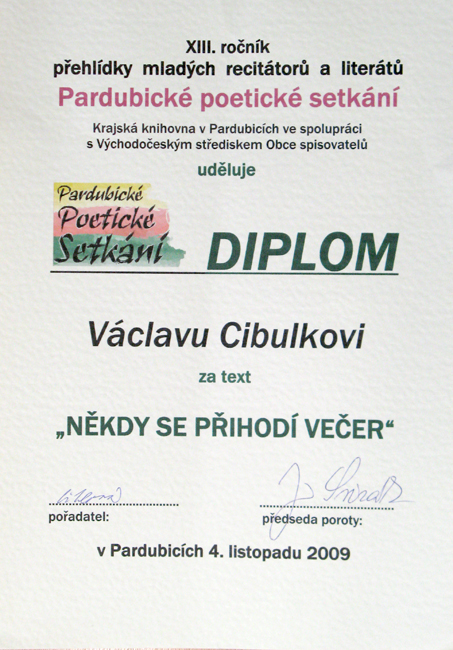 XIII. ročník
přehlídky mladých recitátorů a literátů
Pardubické poetické setkání
Krajská knihovna v Pardubicích ve spolupráci
s Východočeským střediskem Obce spisovatelů
uděluje
Pardubické
Poetické
Setkání
DIPLOM
Václavu Cibulkovi
za text
„NĚKDY SE PŘIHODÍ VEČER“
pořadatel:
předseda poroty:
v Pardubicích 4. listopadu 2009